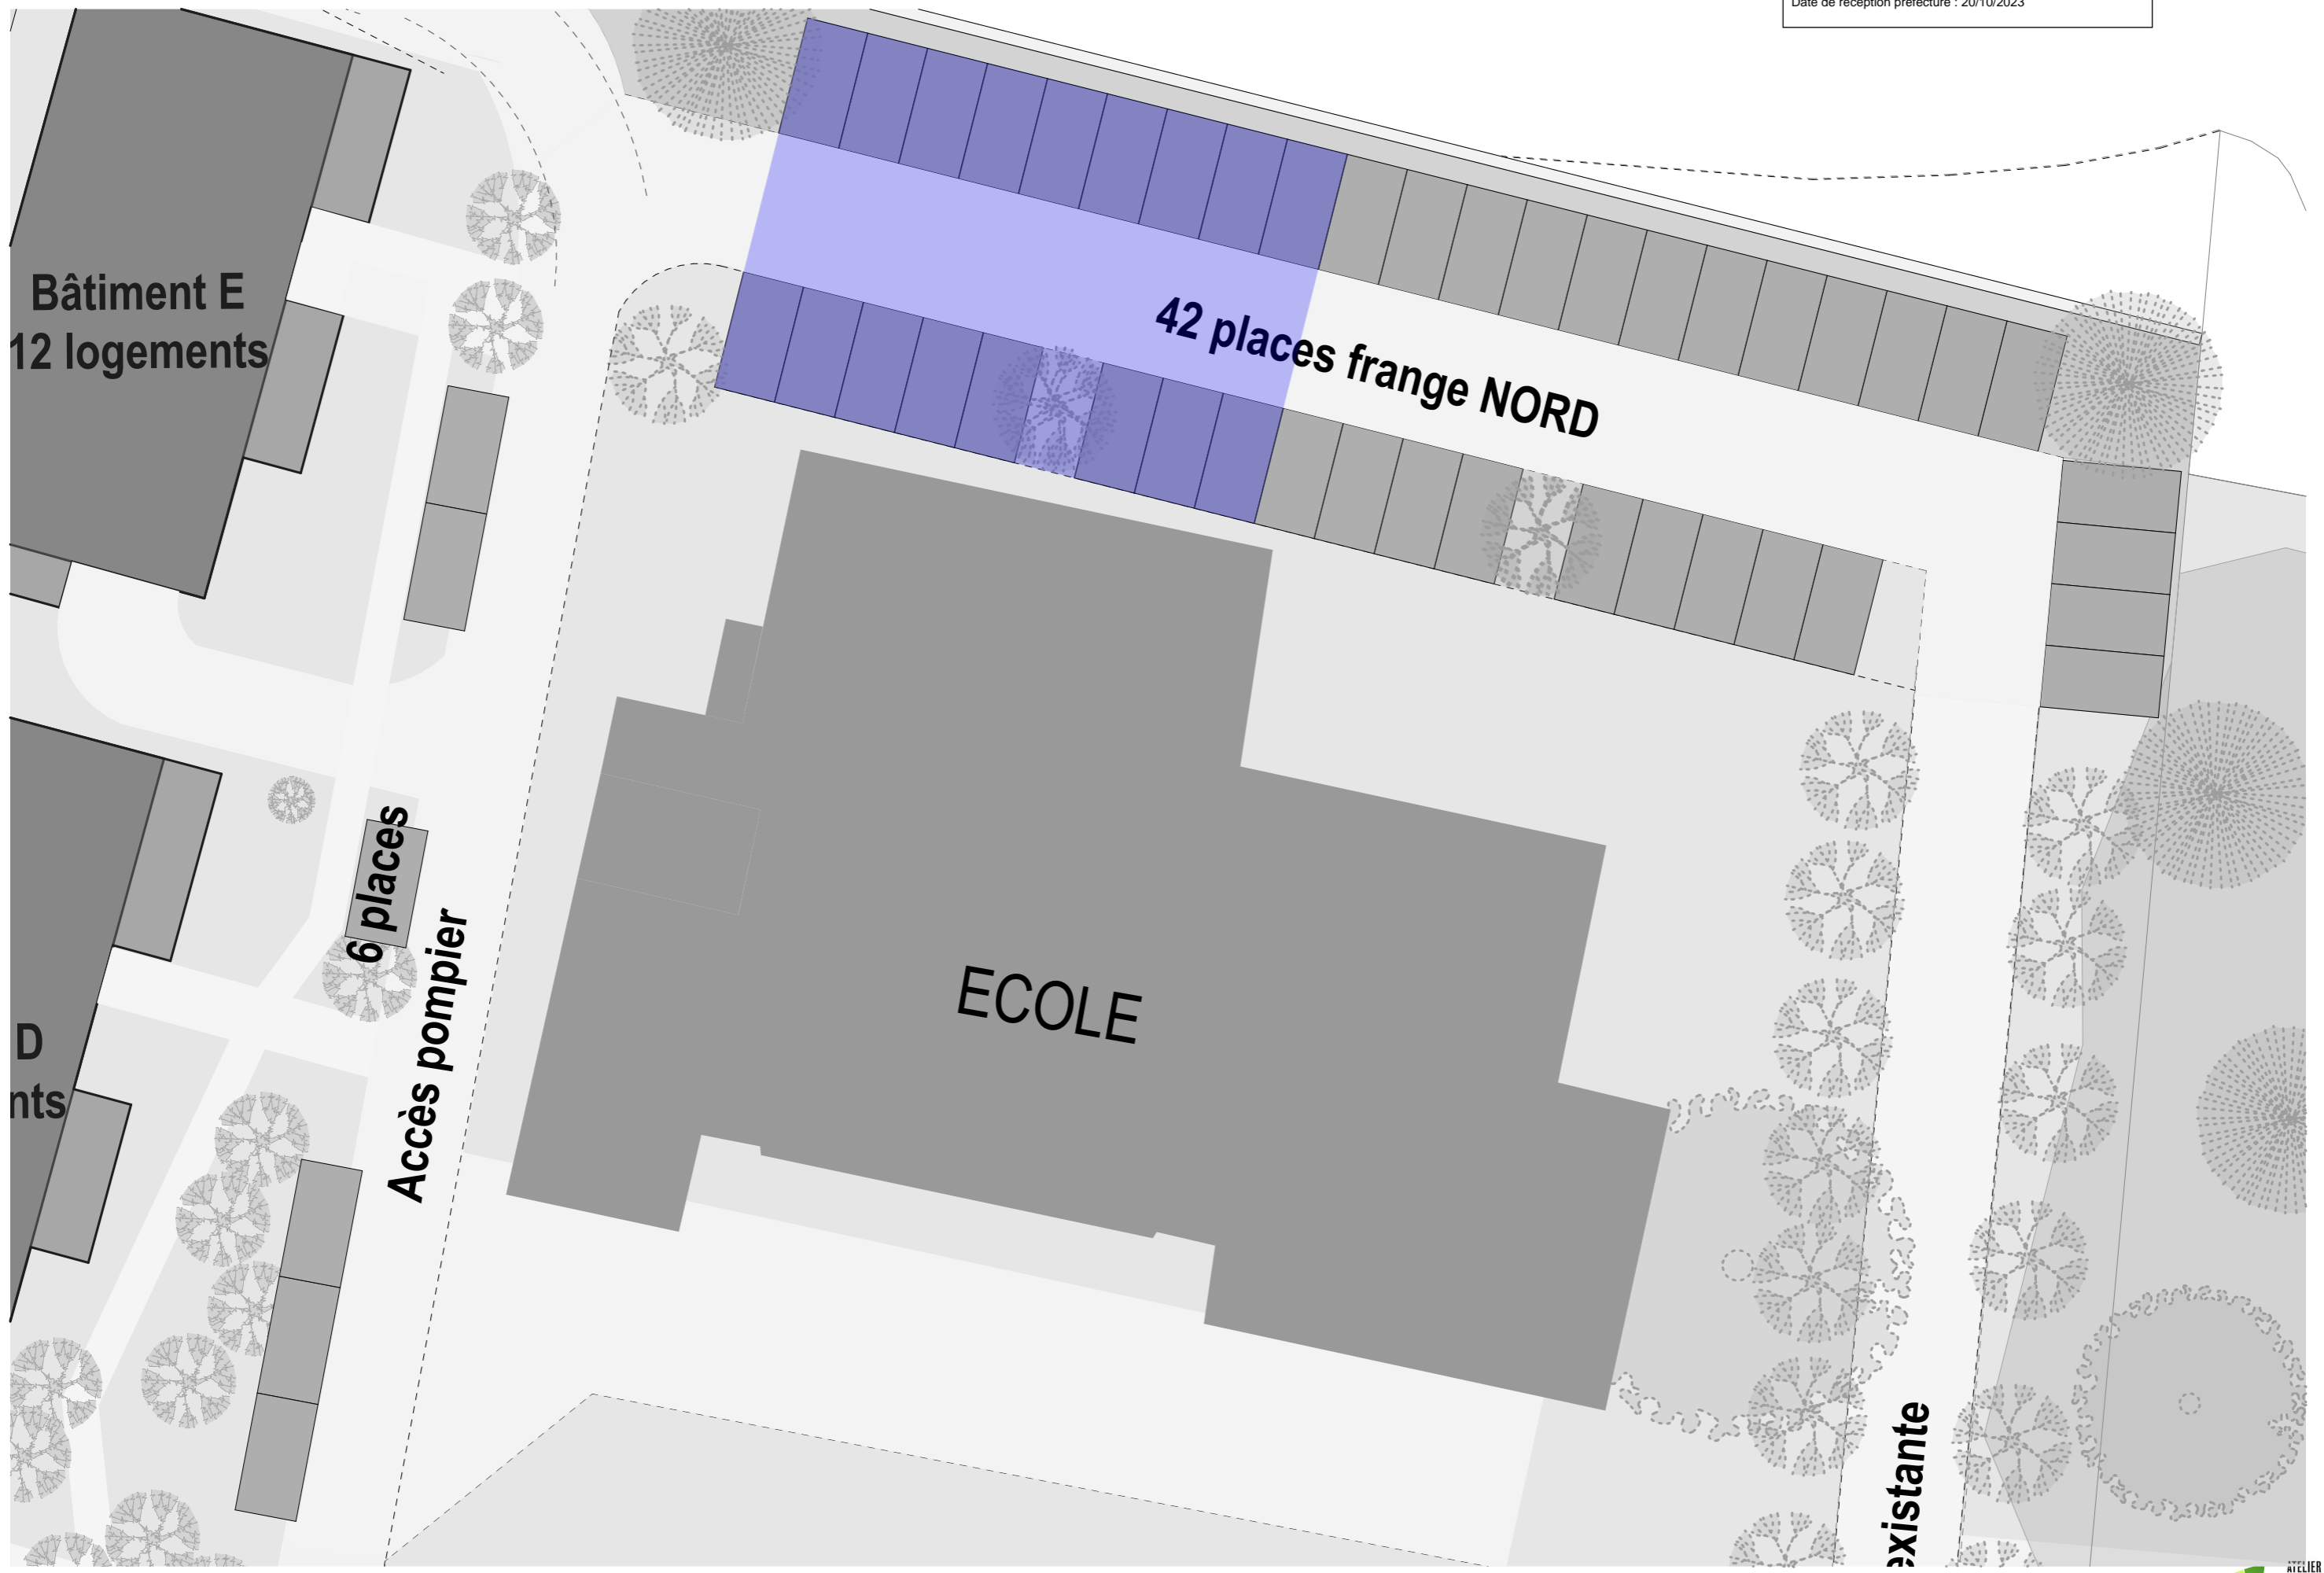 Date de réception préfecture : 20/10/2023
Bâtiment E
12 logements
42 places frange NORD
6 places
Accès pompier
ECOLE
D
nts
existante
ATELIER